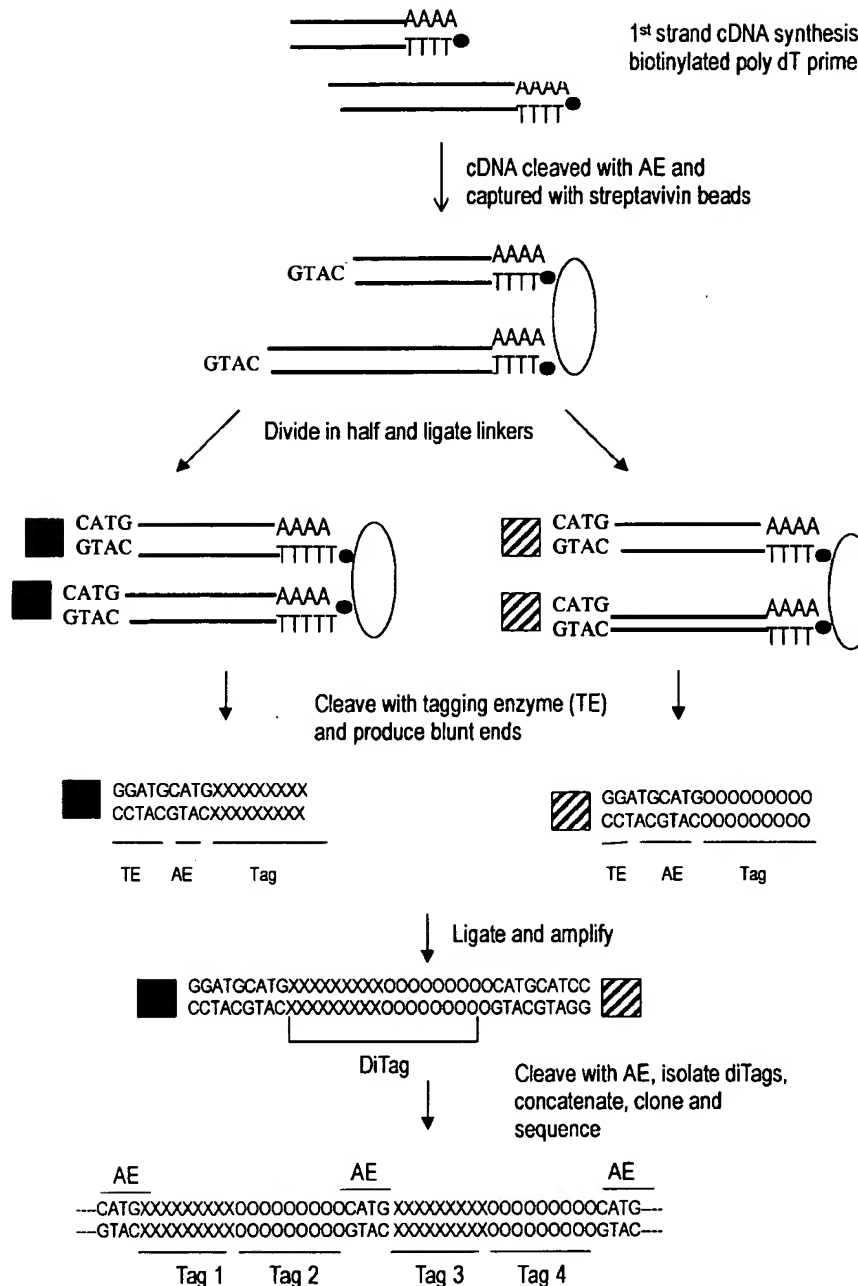 AAAA
TTTT
1st strand cDNA synthesis
biotinylated poly dT prime
AAAA
TTTT
cDNA cleaved with AE and
captured with streptavivin beads
AAAA
GTAC TTTT
AAAA
GTAC TTTT
Divide in half and ligate linkers
CATG AAAA CATG AAAA
GTAC TTTTT GTAC TTTT
CATG AAAA CATG AAAA
GTAC TTTTT GTAC TTTT
Cleave with tagging enzyme (TE)
and produce blunt ends
GGATGCATGXXXXXXXXX GGATGCATGOOOOOOOOO
CCTACGTACXXXXXXXXX CCTACGTACOOOOOOOOO
TE AE Tag TE AE Tag
Ligate and amplify
GGATGCATGXXXXXXXXXOOOOOOOOOCATGCATCC
CCTACGTACXXXXXXXXXOOOOOOOOOGTACGTAGG
DiTag
Cleave with AE, isolate diTags,
concatenate, clone and
sequence
AE AE AE
---CATGXXXXXXXXXOOOOOOOOOCATGXXXXXXXXXOOOOOOOOOCATG----
---GTACXXXXXXXXXOOOOOOOOOGTACXXXXXXXXXOOOOOOOOOGTAC----
Tag 1 Tag 2 Tag 3 Tag 4